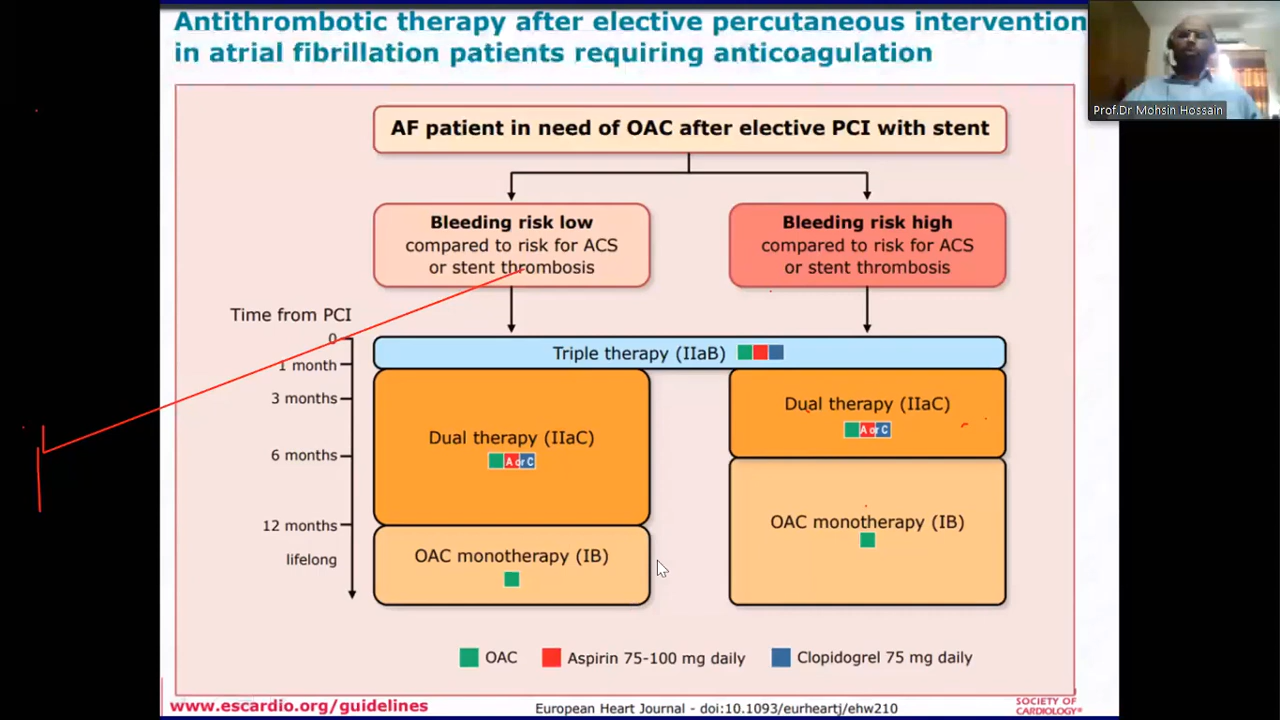 Antithrombotic therapy after elective percutaneous intervention
in atrial fibrillation patients requiring anticoagulation
Prof.Dr Mohsin Hossain
AF patient in need of OAC after elective PCI with stent
Bleeding risk low
compared to risk for ACS
or stent thrombosis
Bleeding risk high
compared to risk for ACS
or stent thrombosis
Time from PCI
0
1 month
3 months
6 months
12 months
lifelong
Triple therapy (IIaB)
Dual therapy (IIaC)
A or C
OAC monotherapy (IB)
Dual therapy (IIaC)
A or C
OAC monotherapy (IB)
OAC
Aspirin 75-100 mg daily
Clopidogrel 75 mg daily
www.escardio.org/guidelines
European Heart Journal - doi:10.1093/eurheartj/ehw210
SOCIETY OF
CARDIOLOGY®